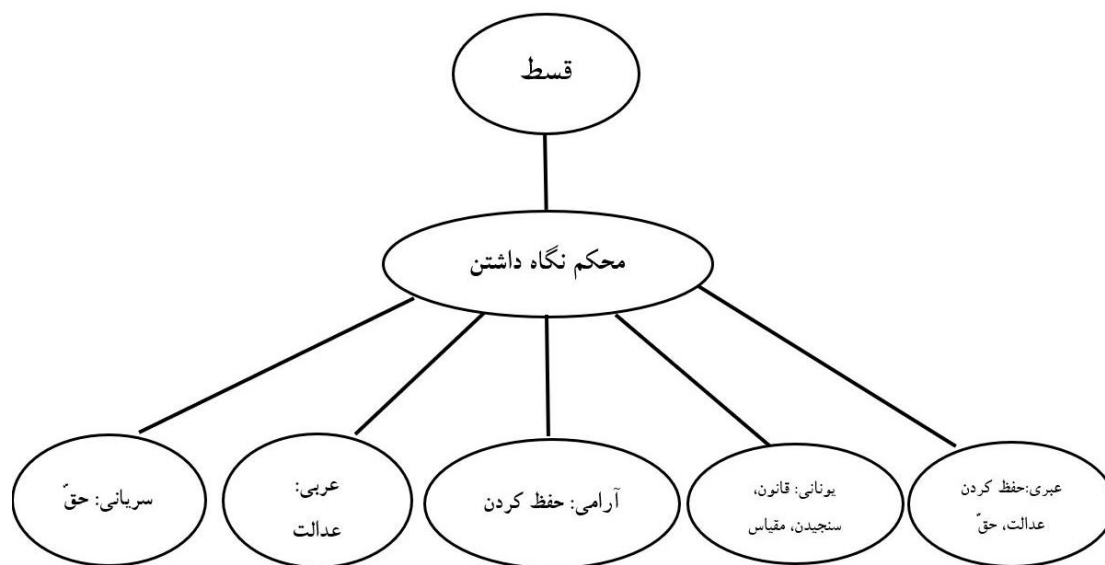 قسط
محکم نگاه داشتن
عبری:حفظ کردن
عدالت، حقّ
یونانی: قانون،
سنجیدن، مقیاس
آرامی: حفظ کردن
عربی:
عدالت
سریانی: حقّ